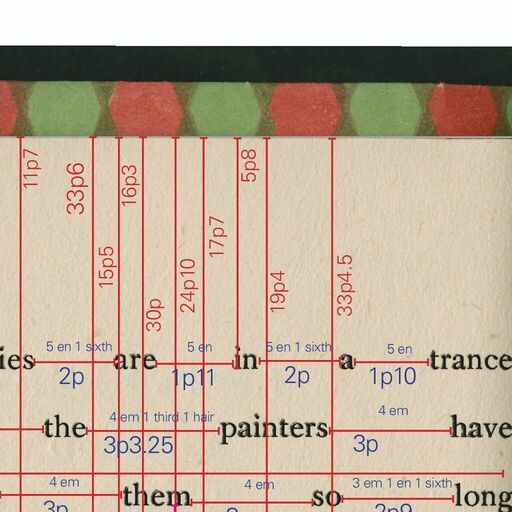 11p7
33p6
15p5
16p3
30p
24p10
17p7
5p8
19p4
33p4.5
5 en 1 sixth 5 en 5 en 1 sixth 5 en
ies are in a trance
2p 1p11 2p 1p10
4 em 1 third 1 hair 4 em
the painters have
3p3.25 3p
4 em 4 em 3 em 1 en 1 sixth
them so long
3p 2p9